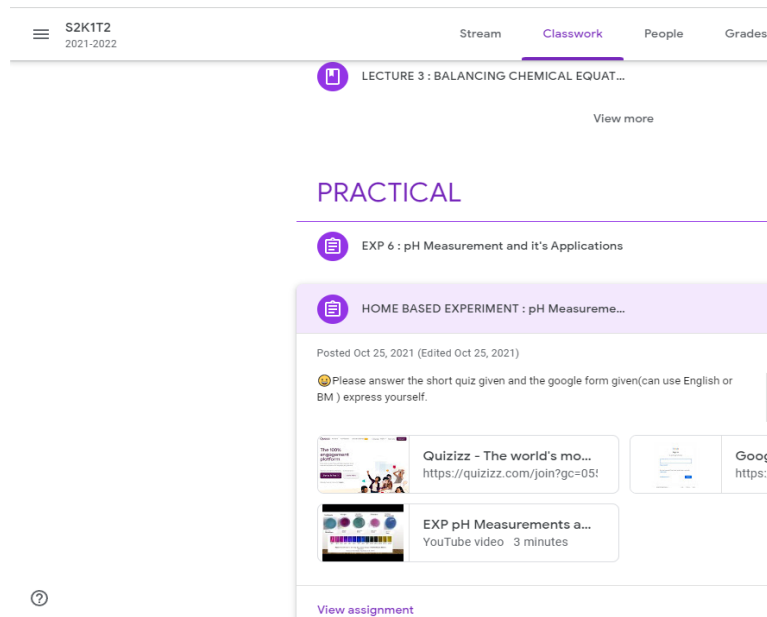 S2K1T2
2021-2022
Stream Classwork People Grades
LECTURE 3 : BALANCING CHEMICAL EQUAT...
View more
PRACTICAL
EXP 6 : pH Measurement and it's Applications
HOME BASED EXPERIMENT : pH Measureme...
Posted Oct 25, 2021 (Edited Oct 25, 2021)
😀Please answer the short quiz given and the google form given(can use English or
BM ) express yourself.
The 100%
engagement
platform
Quizizz - The world's mo...
https://quizizz.com/join?gc=055
Goog
https:
EXP pH Measurements a...
YouTube video 3 minutes
View assignment